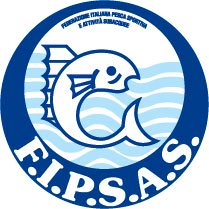 FEDERAZIONE ITALIANA PESCA SPORTIVA
E ATTIVITÀ SUBACQUEE
F.I.P.S.A.S.